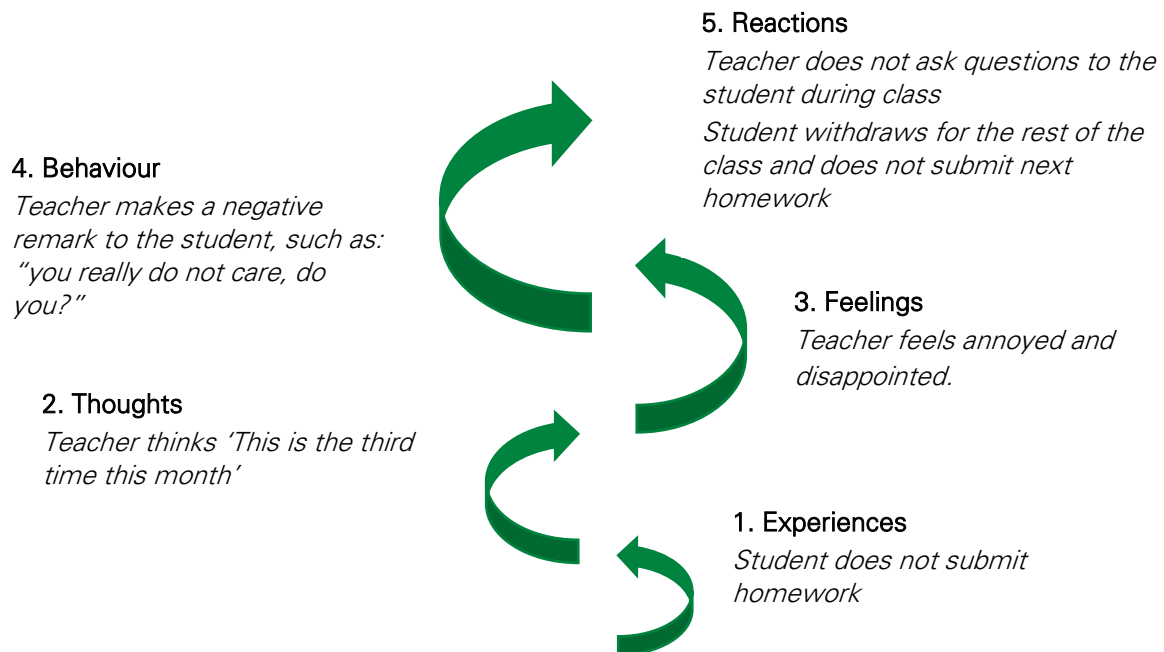 5. Reactions
Teacher does not ask questions to the
student during class
Student withdraws for the rest of the
class and does not submit next
homework
4. Behaviour
Teacher makes a negative
remark to the student, such as:
“you really do not care, do
you?”
3. Feelings
Teacher feels annoyed and
disappointed.
2. Thoughts
Teacher thinks ‘This is the third
time this month’
1. Experiences
Student does not submit
homework